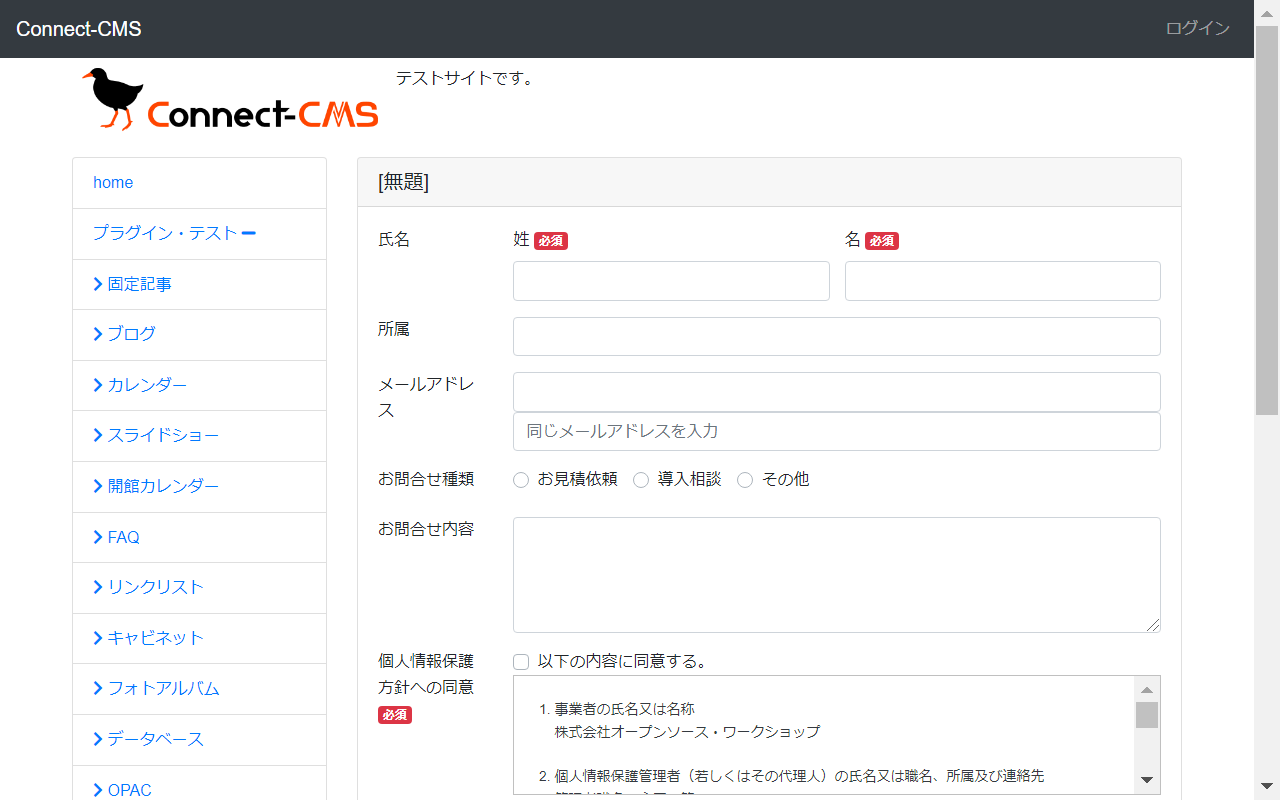 Connect-CMS
ログイン
Connect-CMS
テストサイトです。
home
プラグイン・テスト
固定記事
ブログ
カレンダー
スライドショー
開館カレンダー
FAQ
リンクリスト
キャビネット
フォトアルバム
データベース
OPAC
[無題]
氏名
姓 必須
名 必須
所属
メールアドレ
ス
同じメールアドレスを入力
お問合せ種類
お見積依頼 導入相談 その他
お問合せ内容
個人情報保護
方針への同意
必須
以下の内容に同意する。
1. 事業者の氏名又は名称
株式会社オープンソース・ワークショップ
2. 個人情報保護管理者（若しくはその代理人）の氏名又は職名、所属及び連絡先